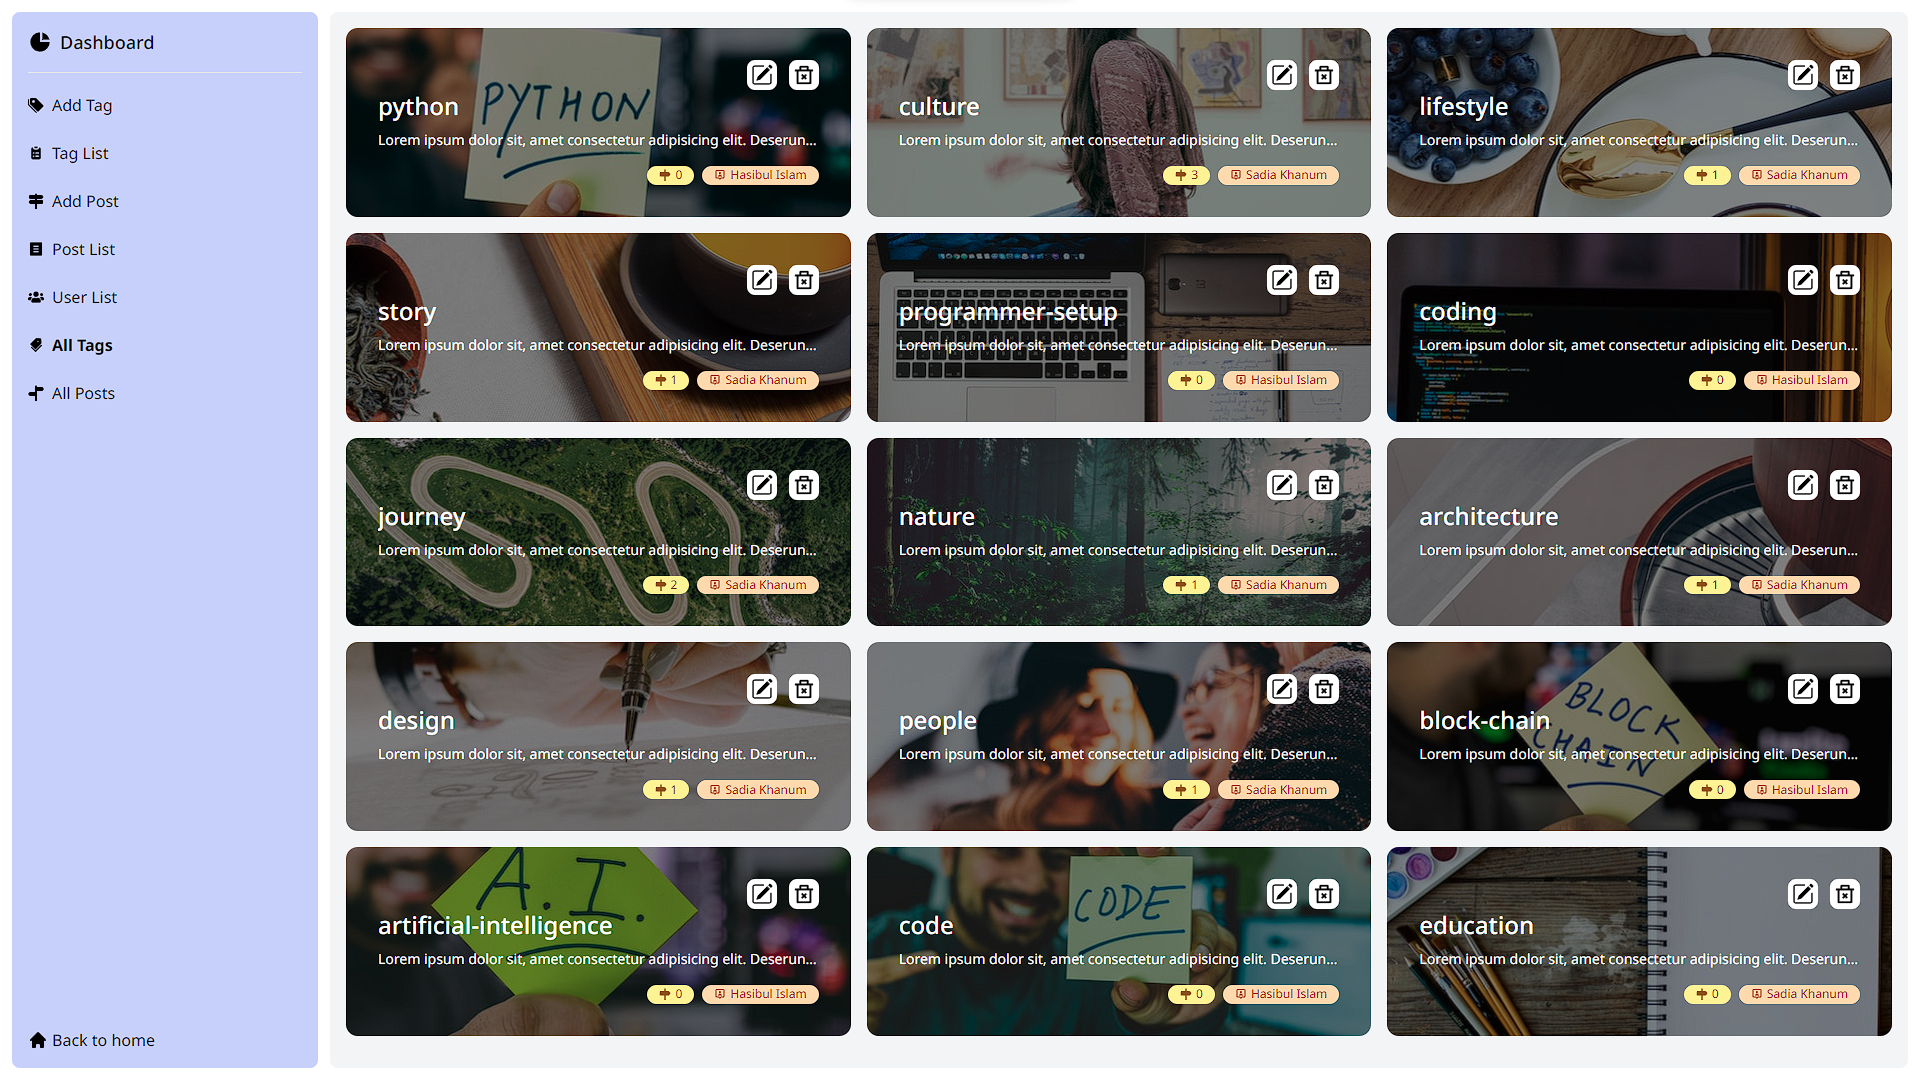 Dashboard
Add Tag
Tag List
Add Post
Post List
User List
All Tags
All Posts
Back to home
PYTHON
python
Lorem ipsum dolor sit, amet consectetur adipisicing elit. Deserun...
0 Hasibul Islam
culture
Lorem ipsum dolor sit, amet consectetur adipisicing elit. Deserun...
3 Sadia Khanum
lifestyle
Lorem ipsum dolor sit, amet consectetur adipisicing elit. Deserun...
1 Sadia Khanum
story
Lorem ipsum dolor sit, amet consectetur adipisicing elit. Deserun...
1 Sadia Khanum
programmer-setup
Lorem ipsum dolor sit, amet consectetur adipisicing elit. Deserun...
0 Hasibul Islam
coding
Lorem ipsum dolor sit, amet consectetur adipisicing elit. Deserun...
0 Hasibul Islam
journey
Lorem ipsum dolor sit, amet consectetur adipisicing elit. Deserun...
2 Sadia Khanum
nature
Lorem ipsum dolor sit, amet consectetur adipisicing elit. Deserun...
1 Sadia Khanum
architecture
Lorem ipsum dolor sit, amet consectetur adipisicing elit. Deserun...
1 Sadia Khanum
design
Lorem ipsum dolor sit, amet consectetur adipisicing elit. Deserun...
1 Sadia Khanum
people
Lorem ipsum dolor sit, amet consectetur adipisicing elit. Deserun...
1 Sadia Khanum
BLOCK
CHAIN
block-chain
Lorem ipsum dolor sit, amet consectetur adipisicing elit. Deserun...
0 Hasibul Islam
A.I.
artificial-intelligence
Lorem ipsum dolor sit, amet consectetur adipisicing elit. Deserun...
0 Hasibul Islam
CODE
code
Lorem ipsum dolor sit, amet consectetur adipisicing elit. Deserun...
0 Hasibul Islam
education
Lorem ipsum dolor sit, amet consectetur adipisicing elit. Deserun...
0 Sadia Khanum